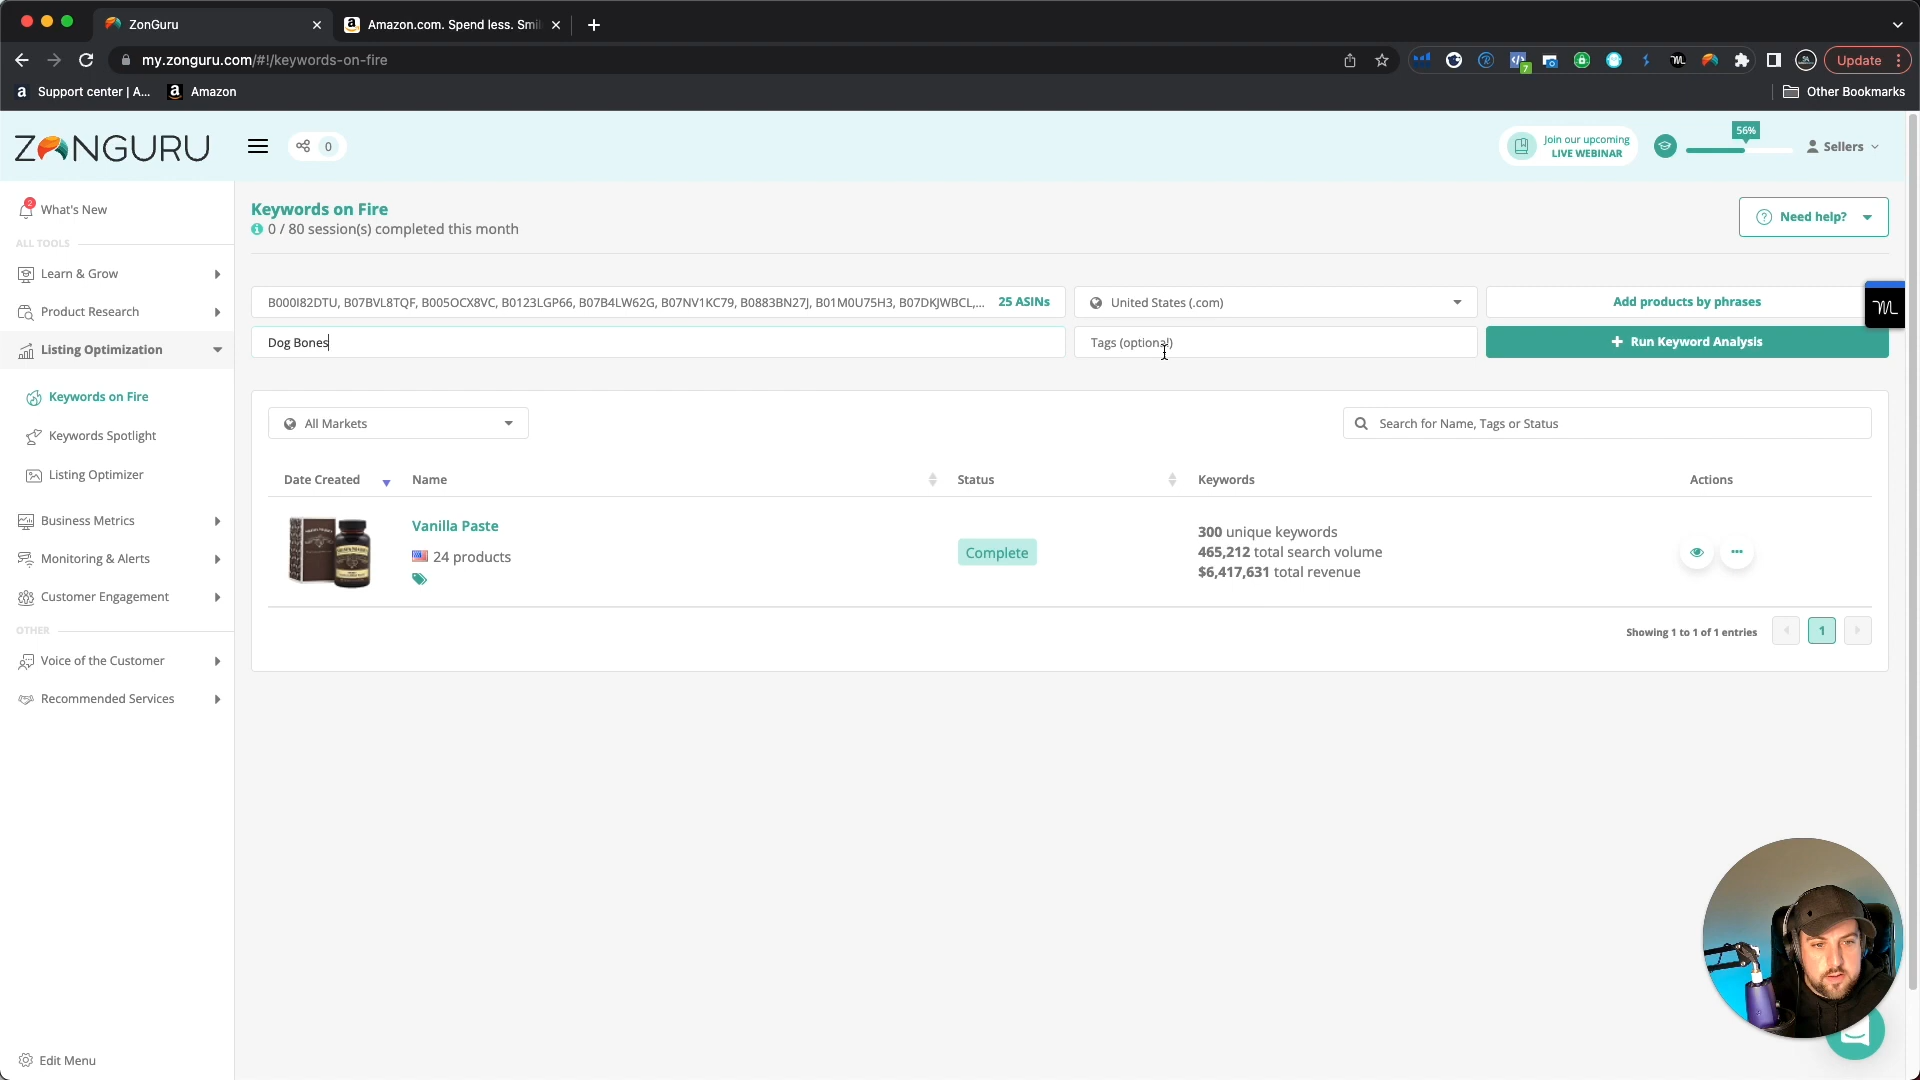 ZonGuru
Amazon.com. Spend less. Smil
my.zonguru.com/#!/keywords-on-fire
7
Update
Support center | A...
Amazon
Other Bookmarks
ZONGURU
0
Join our upcoming
LIVE WEBINAR
56%
Sellers
2
What's New
ALL TOOLS
Learn & Grow
Product Research
Listing Optimization
Keywords on Fire
Keywords Spotlight
Listing Optimizer
Business Metrics
Monitoring & Alerts
Customer Engagement
OTHER
Voice of the Customer
Recommended Services
Edit Menu
Keywords on Fire
0 / 80 session(s) completed this month
Need help?
B000I82DTU, B07BVL8TQF, B005OCX8VC, B0123LGP66, B07B4LW62G, B07NV1KC79, B0883BN27J, B01M0U75H3, B07DKJWBCL,...
25 ASINs
United States (.com)
Add products by phrases
Dog Bones
Tags (optional)
+ Run Keyword Analysis
All Markets
Search for Name, Tags or Status
Date Created
Name
Status
Keywords
Actions
Vanilla Paste
24 products
Complete
300 unique keywords
465,212 total search volume
$6,417,631 total revenue
Showing 1 to 1 of 1 entries
1